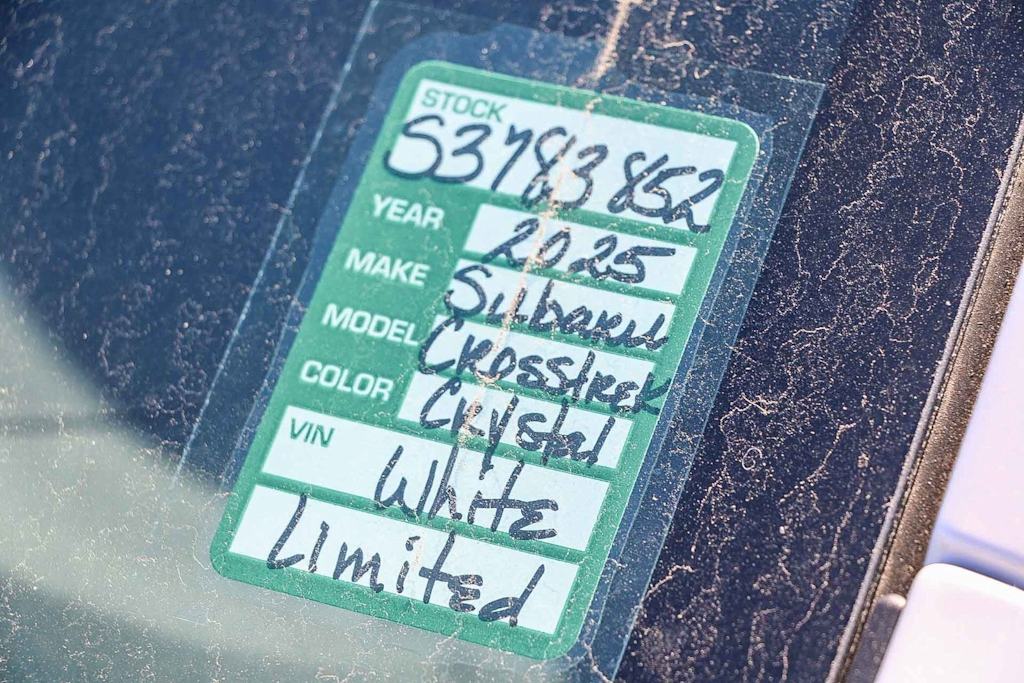 STOCK
S3783852
YEAR 2025
MAKE Subaru
MODEL Crosstrek
COLOR Crystal
VIN
White
Limited